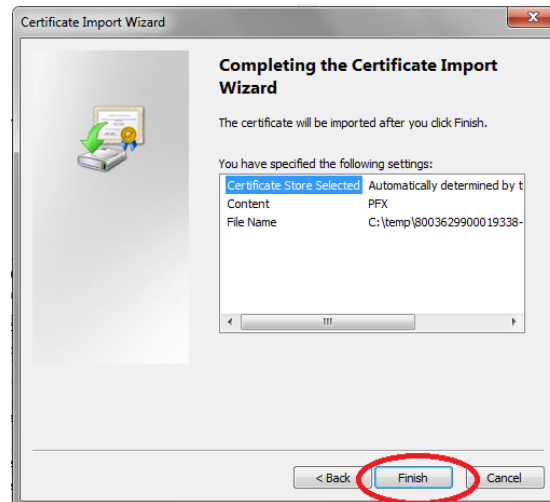 Certificate Import Wizard
Completing the Certificate Import
Wizard
The certificate will be imported after you click Finish.
You have specified the following settings:
Certificate Store Selected Automatically determined by t
Content PFX
File Name C:\temp\8003629900019338-
< Back Finish Cancel